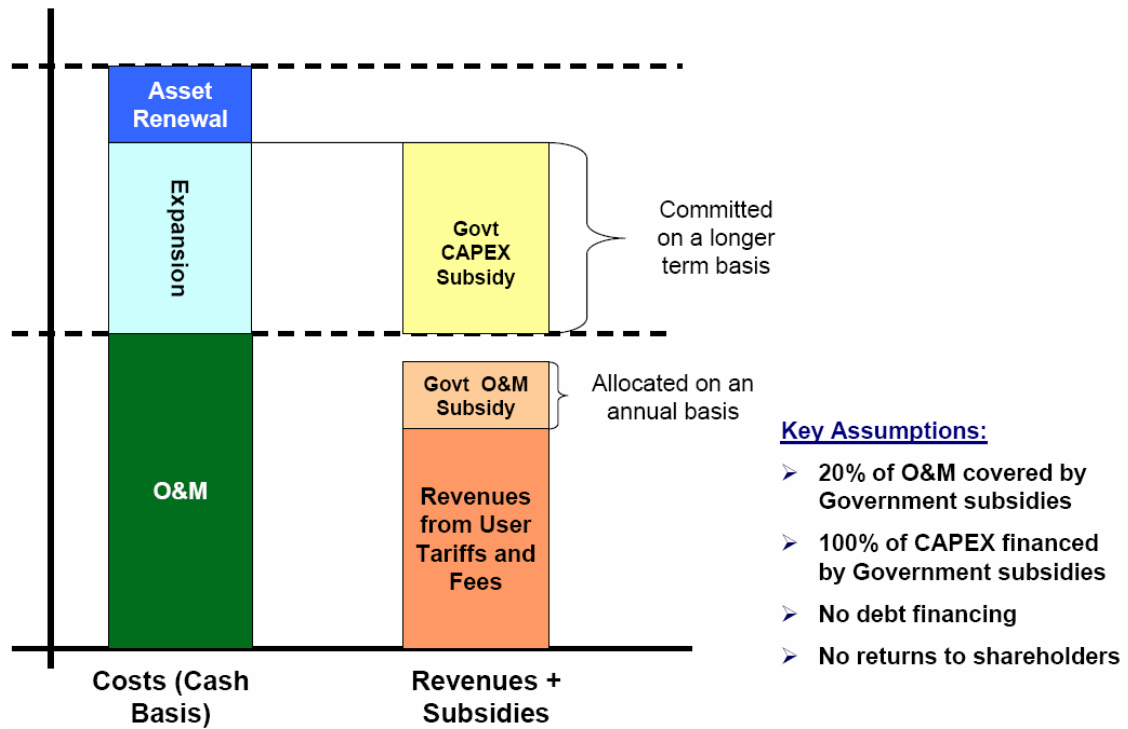 Asset
Renewal
Expansion
O&M
Govt
CAPEX
Subsidy
Govt O&M
Subsidy
Revenues
from User
Tariffs and
Fees
Committed
on a longer
term basis
Allocated on an
annual basis
Costs (Cash
Basis)
Revenues +
Subsidies
Key Assumptions:
➢ 20% of O&M covered by
Government subsidies
➢ 100% of CAPEX financed
by Government subsidies
➢ No debt financing
➢ No returns to shareholders